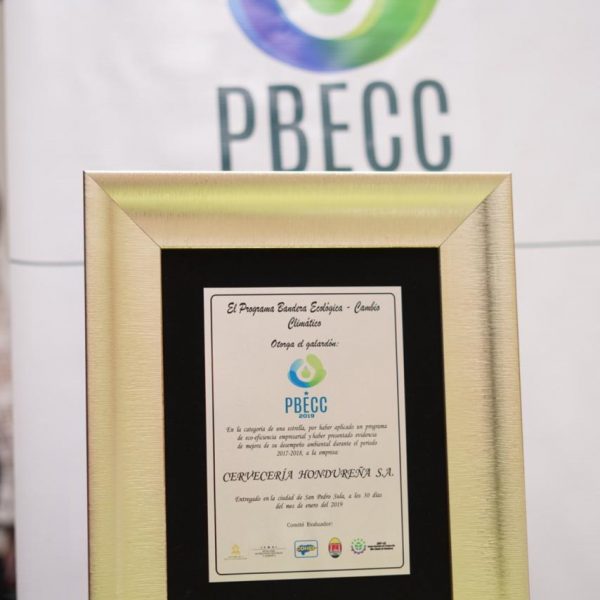 PBECC
El Programa Bandera Ecológica - Cambio
Climático
Otorga el galardón:
PBECC
2019
En la categoría de una estrella, por haber aplicado un programa
de eco-eficiencia empresarial y haber presentado evidencia
de mejora de su desempeño ambiental durante el periodo
2017-2018, a la empresa:
CERVECERÍA HONDUREÑA S.A.
Entregado en la ciudad de San Pedro Sula, a los 30 días
del mes de enero del 2019
Comité Evaluador: